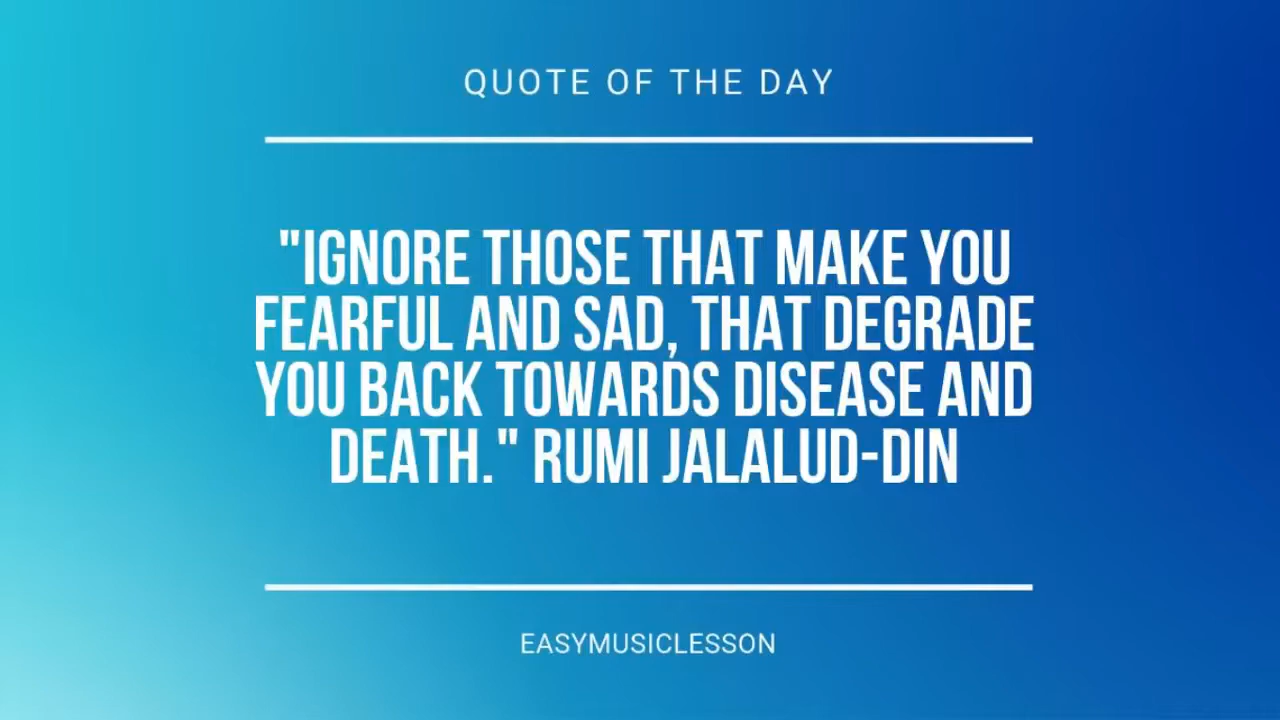 QUOTE OF THE DAY
"IGNORE THOSE THAT MAKE YOU
FEARFUL AND SAD, THAT DEGRADE
YOU BACK TOWARDS DISEASE AND
DEATH." RUMI JALALUD-DIN
EASYMUSICLESSON